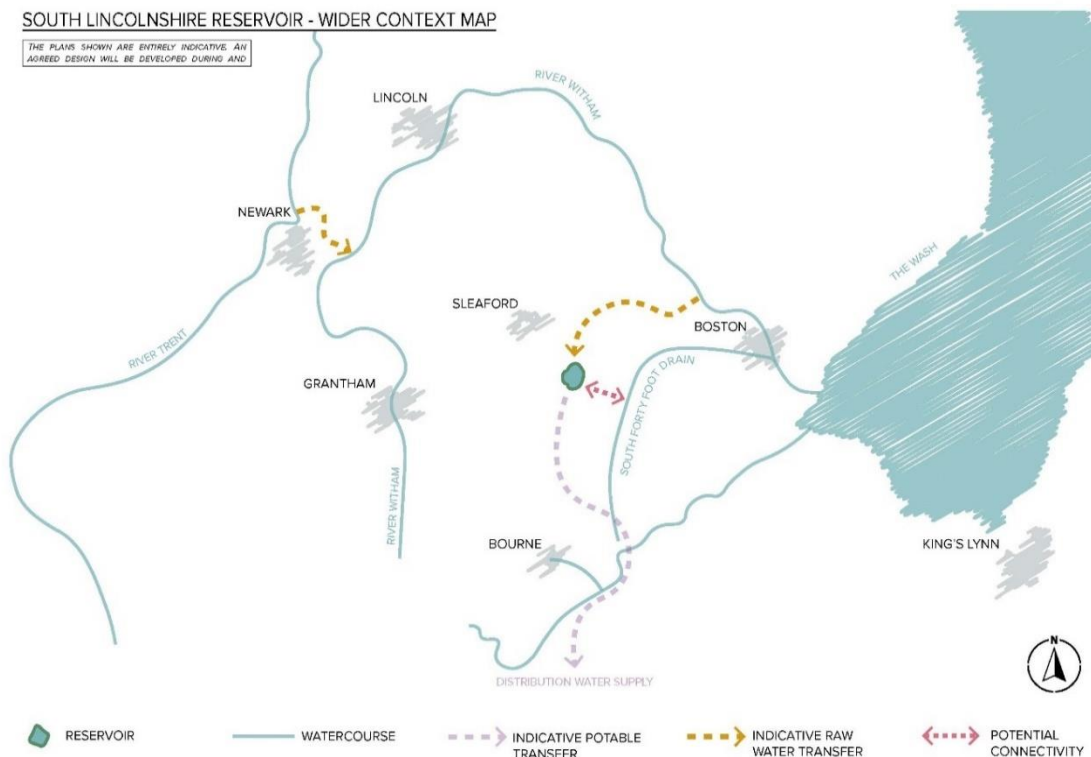 SOUTH LINCOLNSHIRE RESERVOIR - WIDER CONTEXT MAP
THE PLANS SHOWN ARE ENTIRELY INDICATIVE. AN
AGREED DESIGN WILL BE DEVELOPED DURING AND
LINCOLN
RIVER WITHAM
NEWARK
THE WASH
SLEAFORD
BOSTON
RIVER TRENT
GRANTHAM
SOUTH FORTY FOOT DRAIN
RIVER WITHAM
BOURNE
KING'S LYNN
N
DISTRIBUTION WATER SUPPLY
RESERVOIR
WATERCOURSE
INDICATIVE POTABLE
TRANSFER
INDICATIVE RAW
WATER TRANSFER
POTENTIAL
CONNECTIVITY